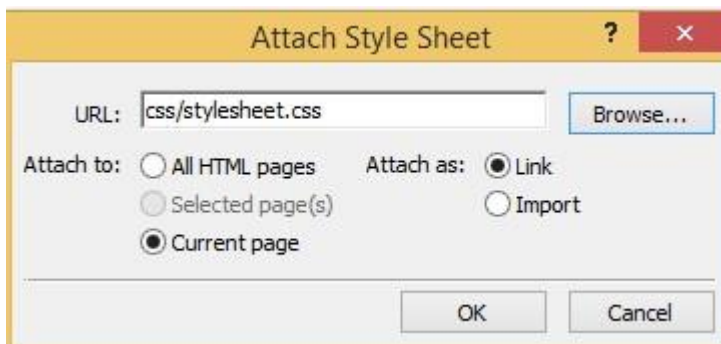 Attach Style Sheet ? ×
URL: css/stylesheet.css Browse...
Attach to: All HTML pages Attach as: Link
Selected page(s) Import
Current page
OK Cancel